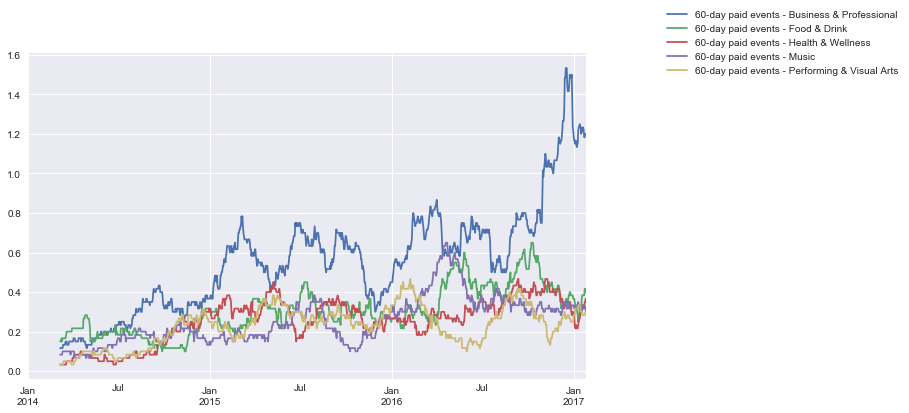 60-day paid events - Business & Professional
60-day paid events - Food & Drink
60-day paid events - Health & Wellness
60-day paid events - Music
60-day paid events - Performing & Visual Arts
1.6
1.4
1.2
1.0
0.8
0.6
0.4
0.2
0.0
Jan Jul Jan Jul Jan Jul Jan
2014 2015 2016 2017